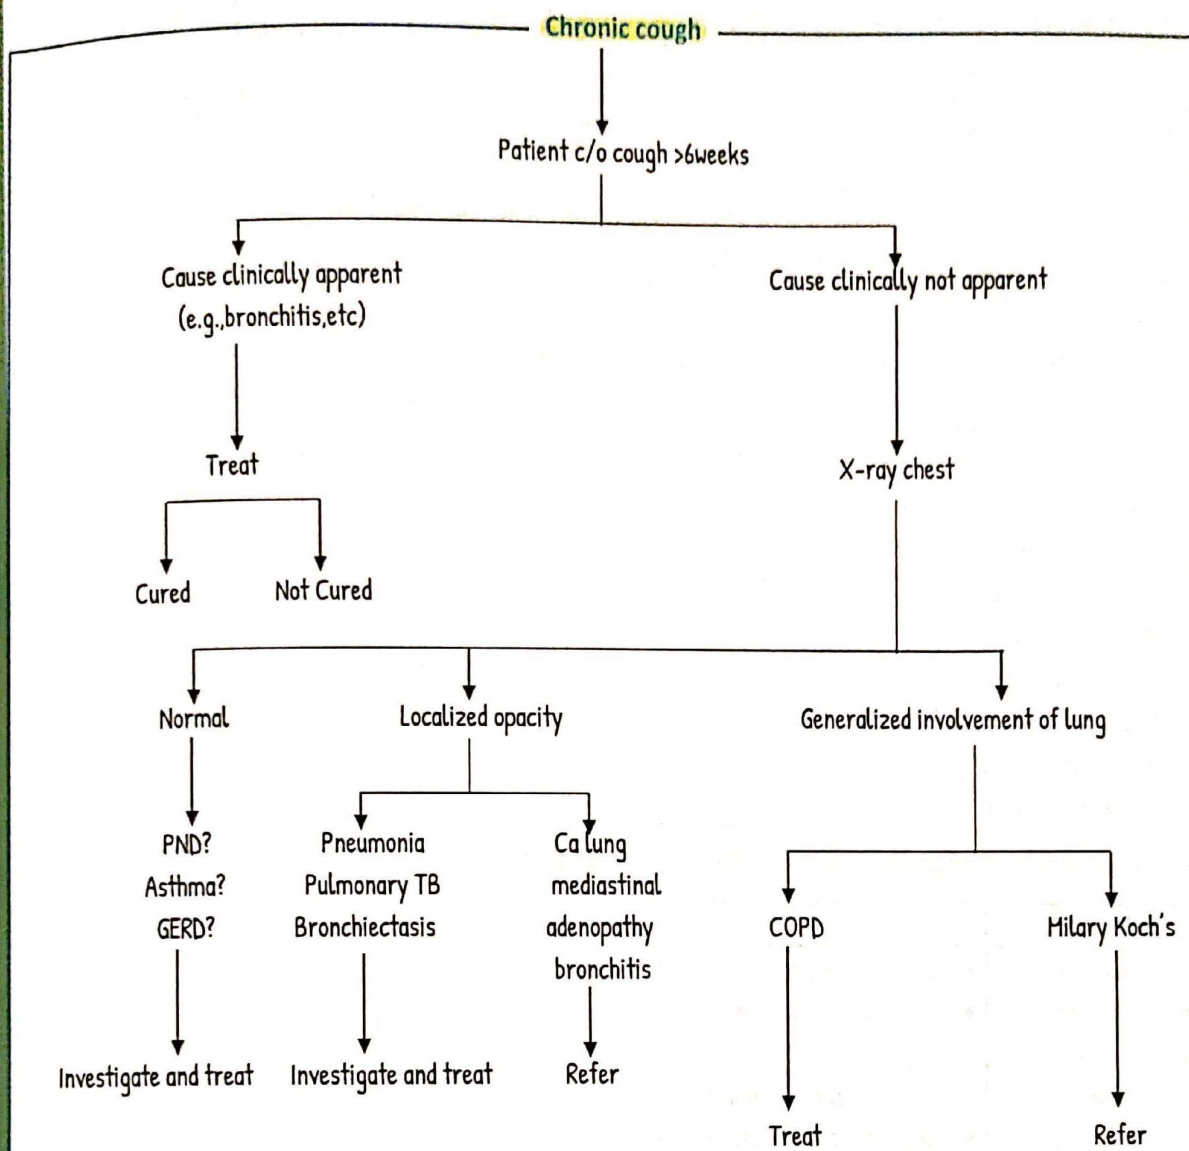 Chronic cough
Patient c/o cough >6weeks
Cause clinically apparent
(e.g.,bronchitis,etc)
Cause clinically not apparent
Treat
X-ray chest
Cured
Not Cured
Normal
Localized opacity
Generalized involvement of lung
PND?
Asthma?
GERD?
Pneumonia
Pulmonary TB
Bronchiectasis
Ca lung
mediastinal
adenopathy
bronchitis
COPD
Milary Koch's
Investigate and treat
Investigate and treat
Refer
Treat
Refer